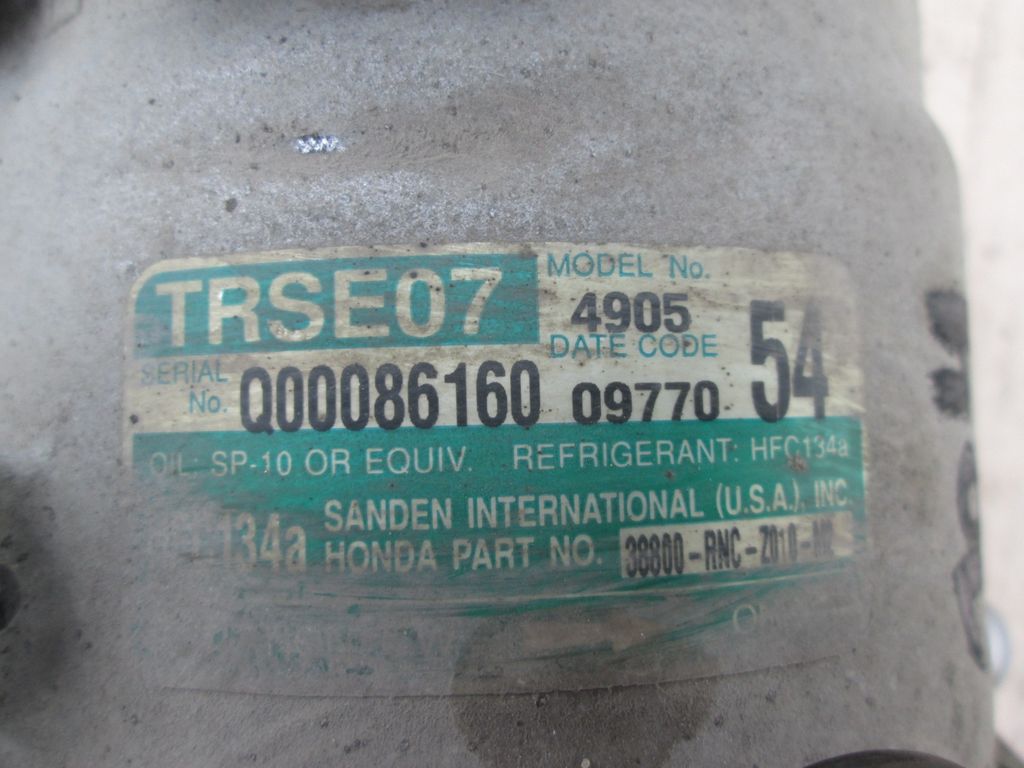 TRSE07
MODEL No.
4905
DATE CODE
SERIAL No.
Q00086160 09770 54
OIL: SP-10 OR EQUIV. REFRIGERANT: HFC134a
134a SANDEN INTERNATIONAL (U.S.A.), INC.
HONDA PART NO. 38800-RNC-Z010-M2